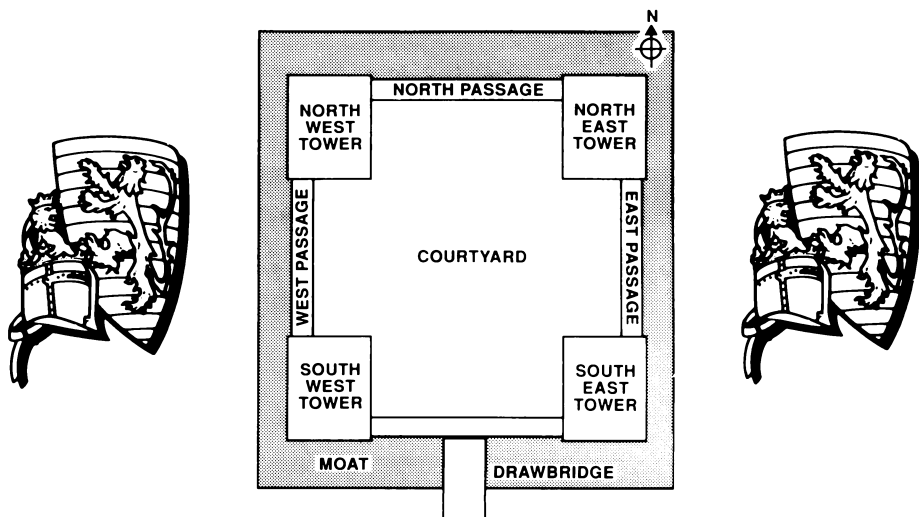 N
NORTH PASSAGE
NORTH
WEST
TOWER
NORTH
EAST
TOWER
WEST PASSAGE
EAST PASSAGE
COURTYARD
SOUTH
WEST
TOWER
SOUTH
EAST
TOWER
MOAT
DRAWBRIDGE